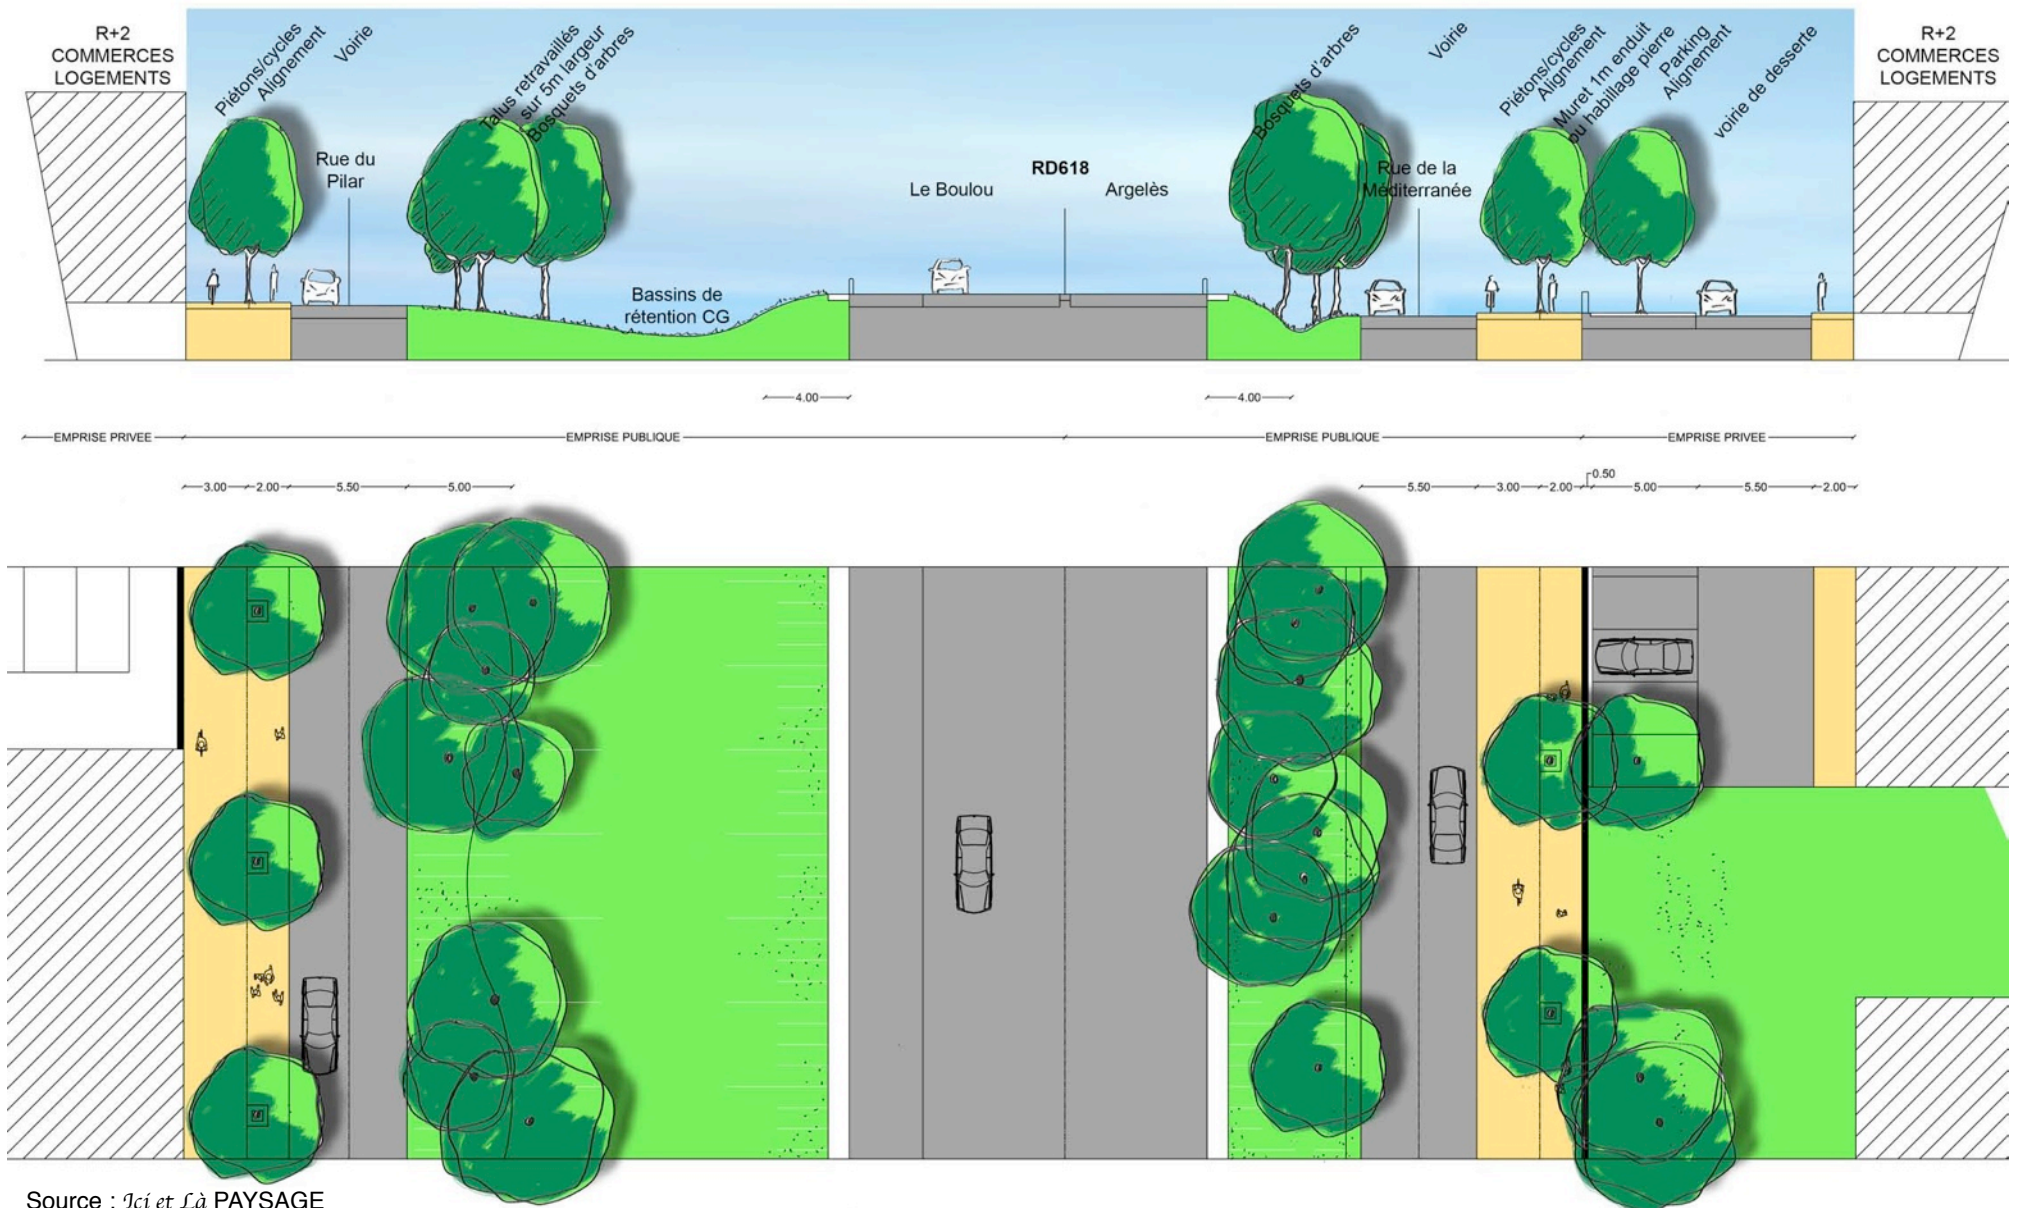 R+2
COMMERCES
LOGEMENTS
Piétons/cycles
Alignement
Voirie
Talus retravaillés
sur 5m largeur
Bosquets d'arbres
Bosquets d'arbres
Voirie
Piétons/cycles
Alignement
Muret 1m enduit
ou habillage pierre
Parking
Alignement
voirie de desserte
R+2
COMMERCES
LOGEMENTS
Rue du
Pilar
Le Boulou
RD618
Argelès
Rue de la
Méditerranée
Bassins de
rétention CG
4.00
4.00
EMPRISE PRIVEE
EMPRISE PUBLIQUE
EMPRISE PUBLIQUE
EMPRISE PRIVEE
3.00
2.00
5.50
5.00
5.50
3.00
2.00
0.50
5.00
5.50
2.00
Source : Ici et Là PAYSAGE